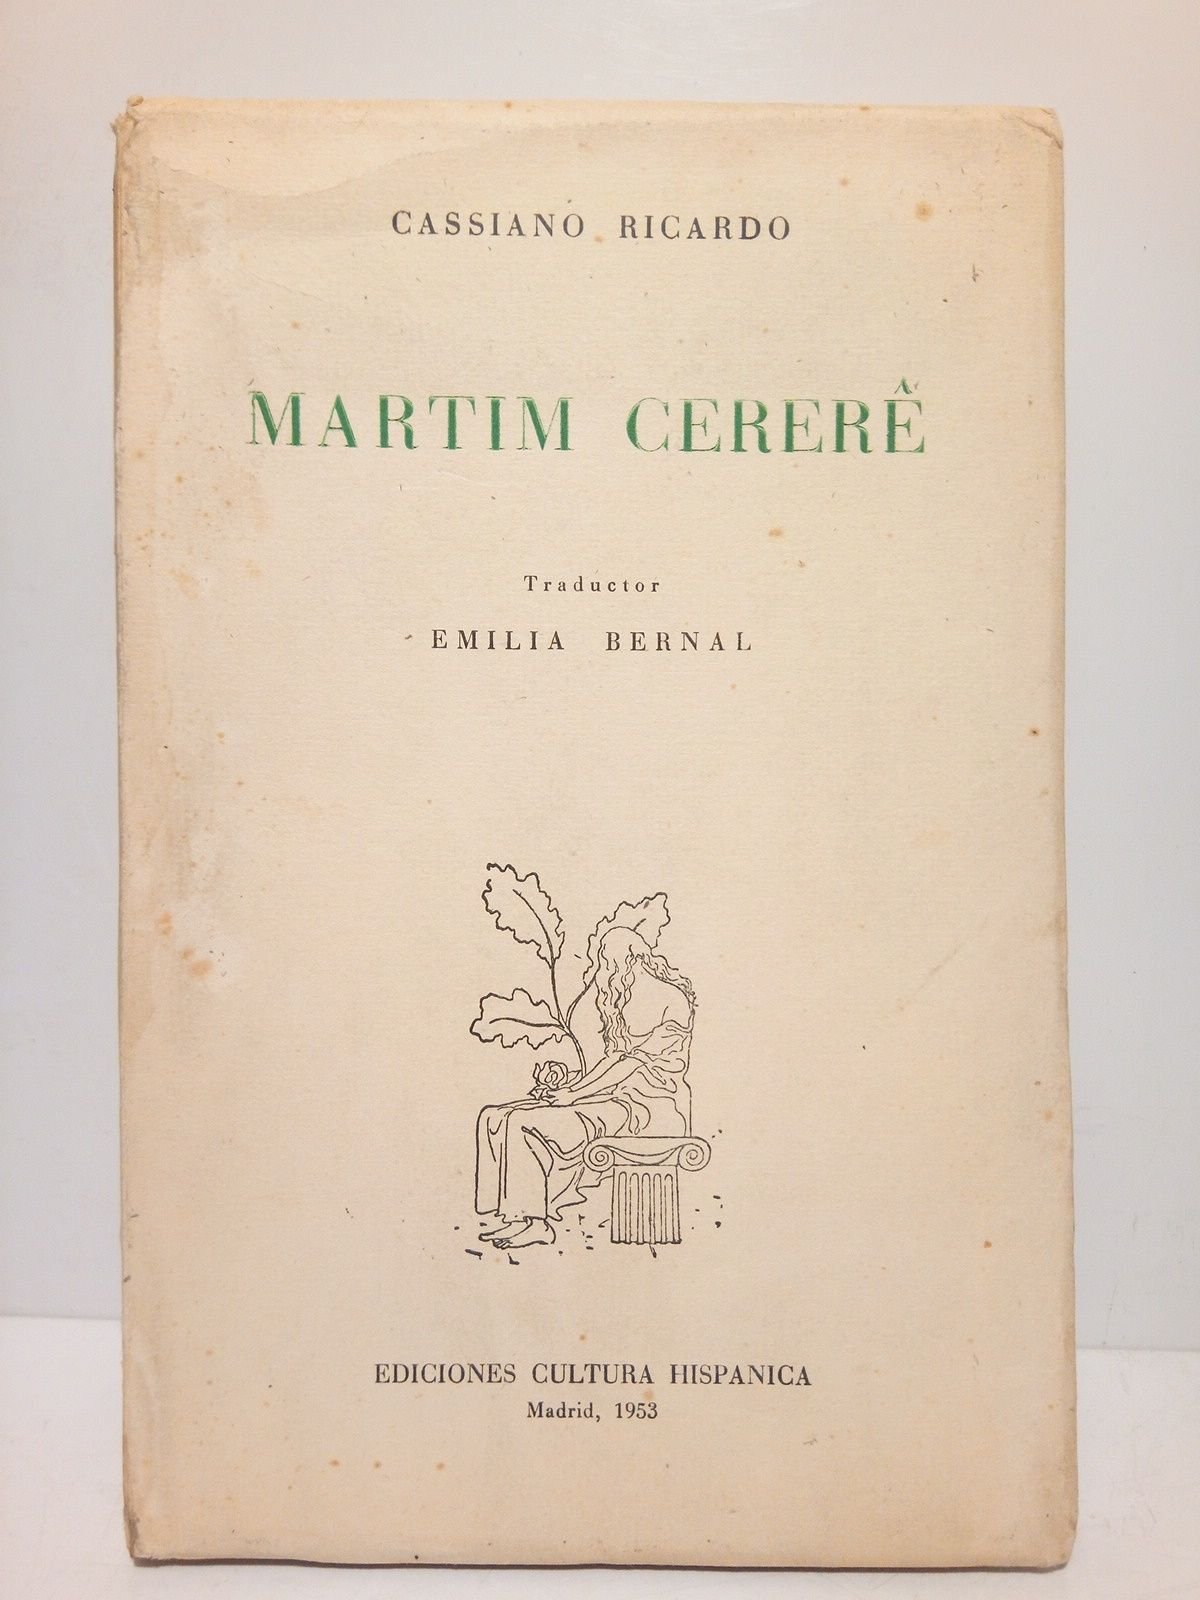 CASSIANO RICARDO
MARTIM CERERÊ
Traductor
EMILIA BERNAL
EDICIONES CULTURA HISPANICA
Madrid, 1953